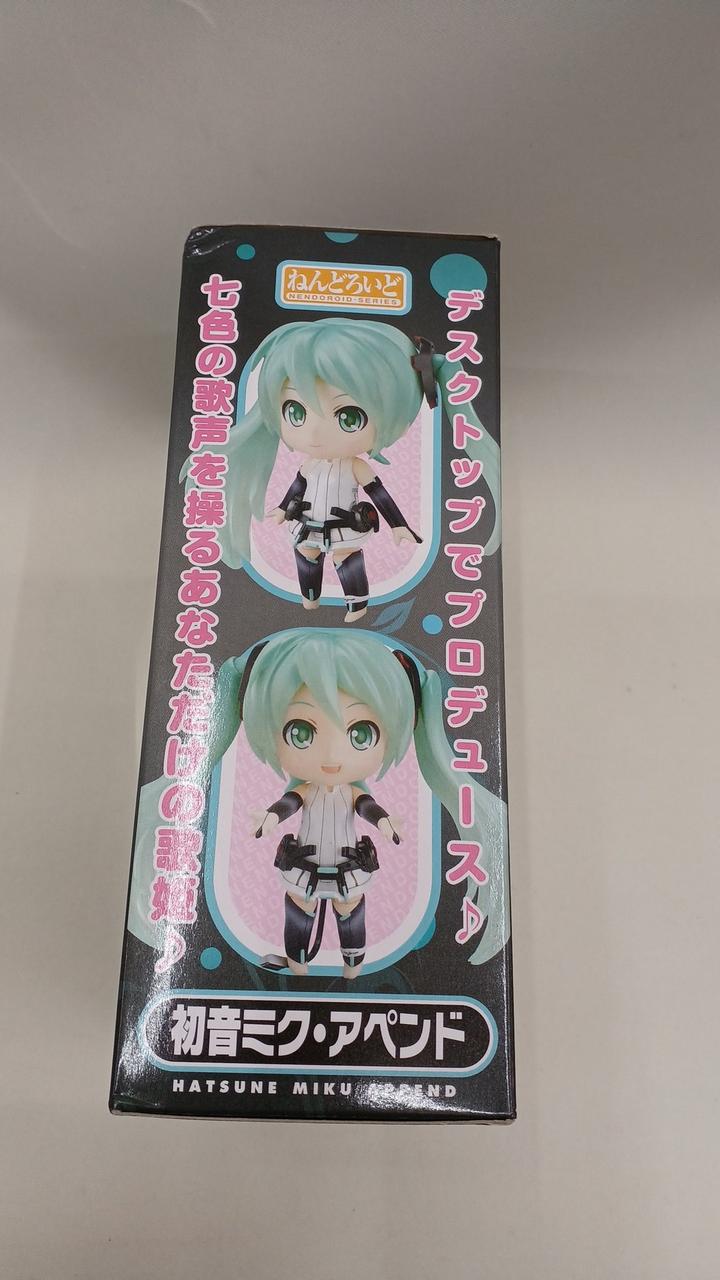 ねんどろいど
NENDOROID-SERIES
デスクトップでプロデュース♪
七色の歌声を操るあなただけの歌姫♪
初音ミク・アペンド
HATSUNE MIKU APPEND